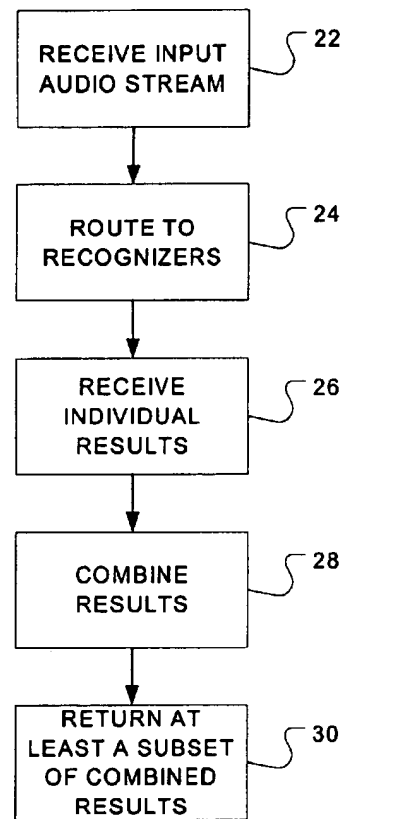 RECEIVE INPUT
AUDIO STREAM
22
ROUTE TO
RECOGNIZERS
24
RECEIVE
INDIVIDUAL
RESULTS
26
COMBINE
RESULTS
28
RETURN AT
LEAST A SUBSET
OF COMBINED
RESULTS
30